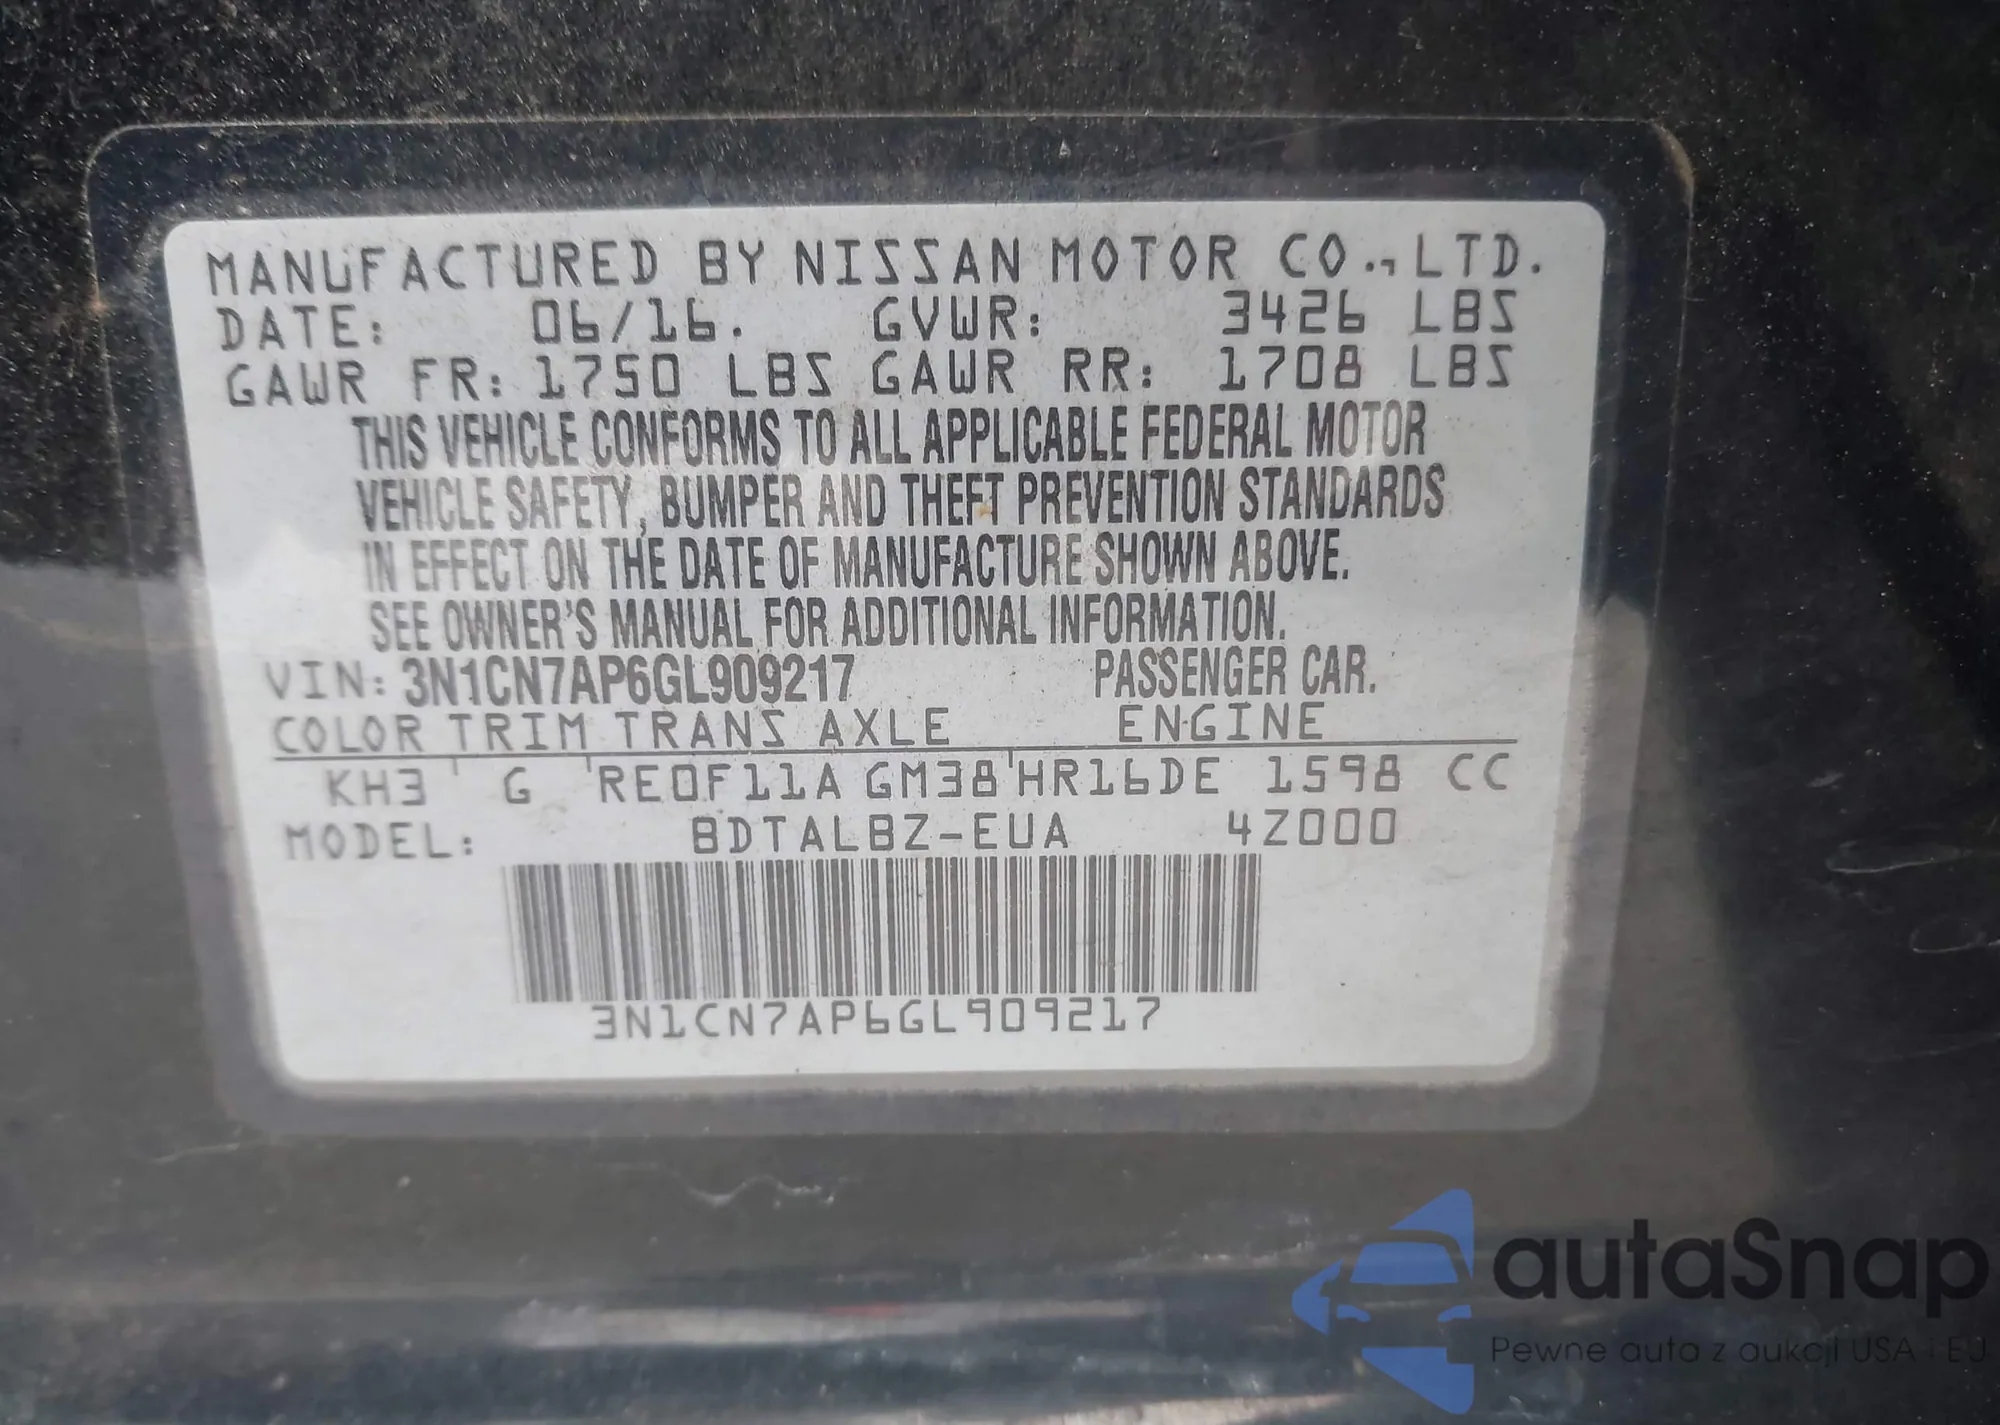 MANUFACTURED BY NISSAN MOTOR CO., LTD.
DATE: 06/16. GVWR: 3426 LBS
GAWR FR: 1750 LBS GAWR RR: 1708 LBS
THIS VEHICLE CONFORMS TO ALL APPLICABLE FEDERAL MOTOR
VEHICLE SAFETY, BUMPER AND THEFT PREVENTION STANDARDS
IN EFFECT ON THE DATE OF MANUFACTURE SHOWN ABOVE.
SEE OWNER'S MANUAL FOR ADDITIONAL INFORMATION.
VIN: 3N1CN7AP6GL909217 PASSENGER CAR.
COLOR TRIM TRANS AXLE ENGINE
KH3 G RE0F11A GM38 HR16DE 1598 CC
MODEL: BDTALBZ-EUA 4Z000
3N1CN7AP6GL909217
autaSnap
Pewne auta z aukcji USA i EU